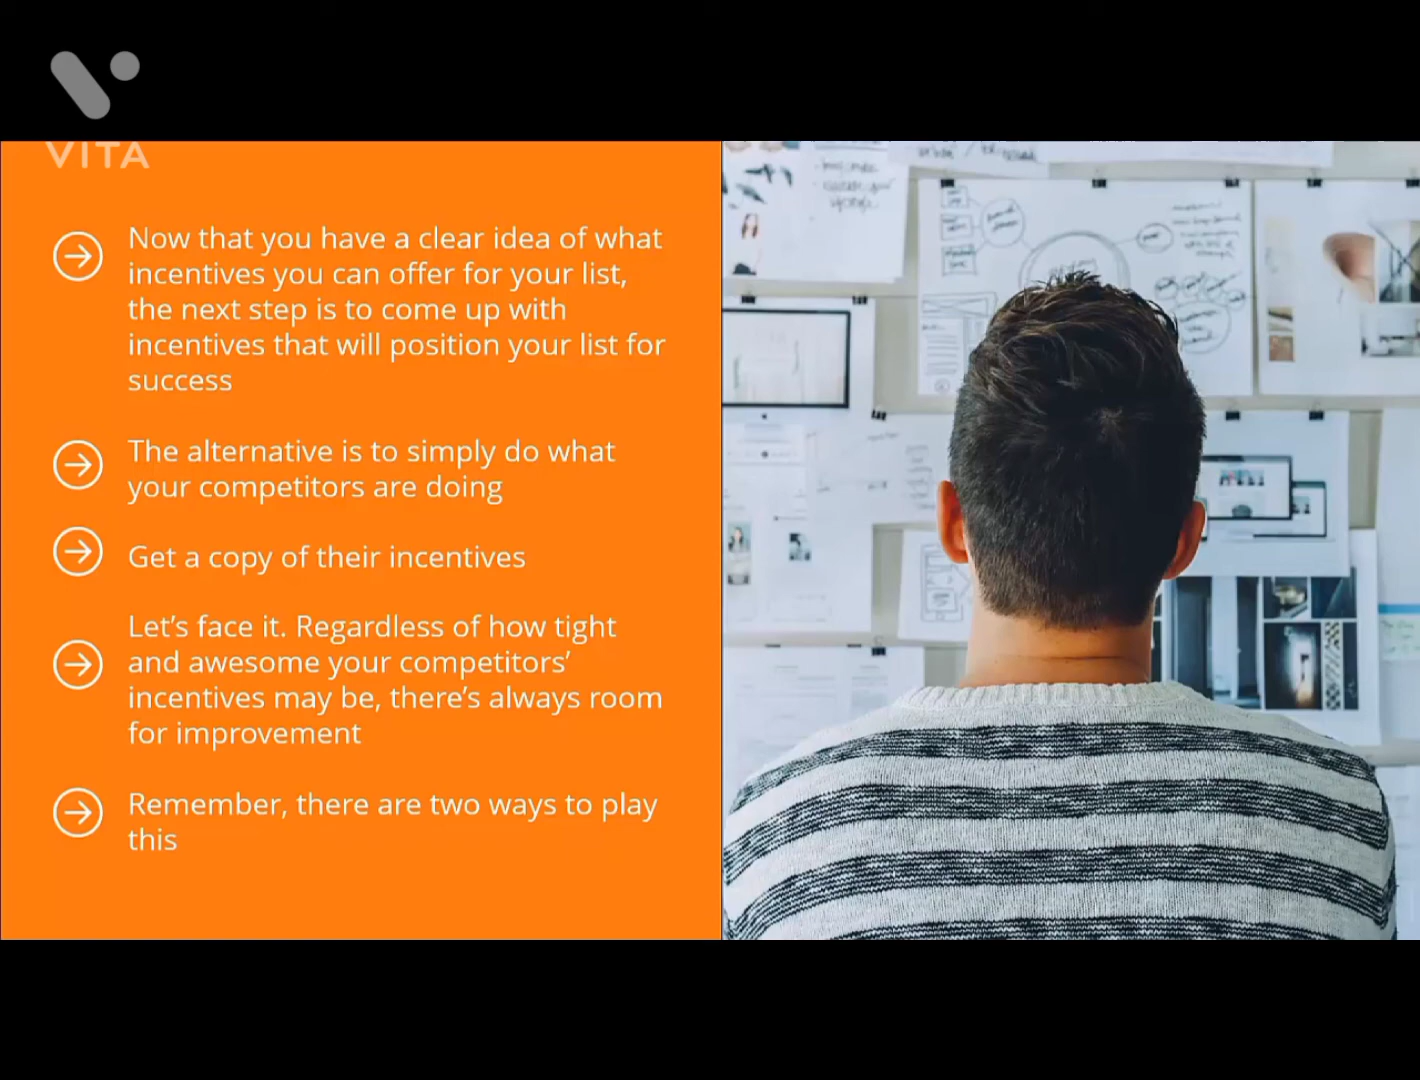 VITA
Now that you have a clear idea of what
incentives you can offer for your list,
the next step is to come up with
incentives that will position your list for
success
The alternative is to simply do what
your competitors are doing
Get a copy of their incentives
Let's face it. Regardless of how tight
and awesome your competitors'
incentives may be, there's always room
for improvement
Remember, there are two ways to play
this